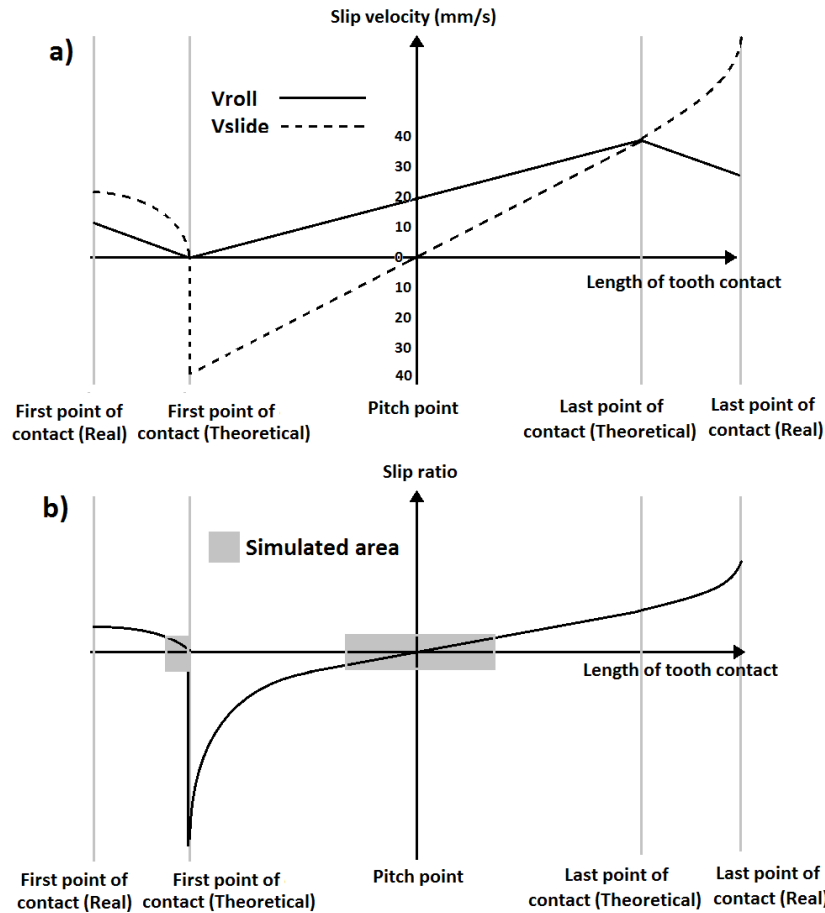 Slip velocity (mm/s)
a)
Vroll
Vslide
40
30
20
10
0
10
20
30
40
Length of tooth contact
First point of
contact (Real)
First point of
contact (Theoretical)
Pitch point
Last point of
contact (Theoretical)
Last point of
contact (Real)
Slip ratio
b)
Simulated area
Length of tooth contact
First point of
contact (Real)
First point of
contact (Theoretical)
Pitch point
Last point of
contact (Theoretical)
Last point of
contact (Real)